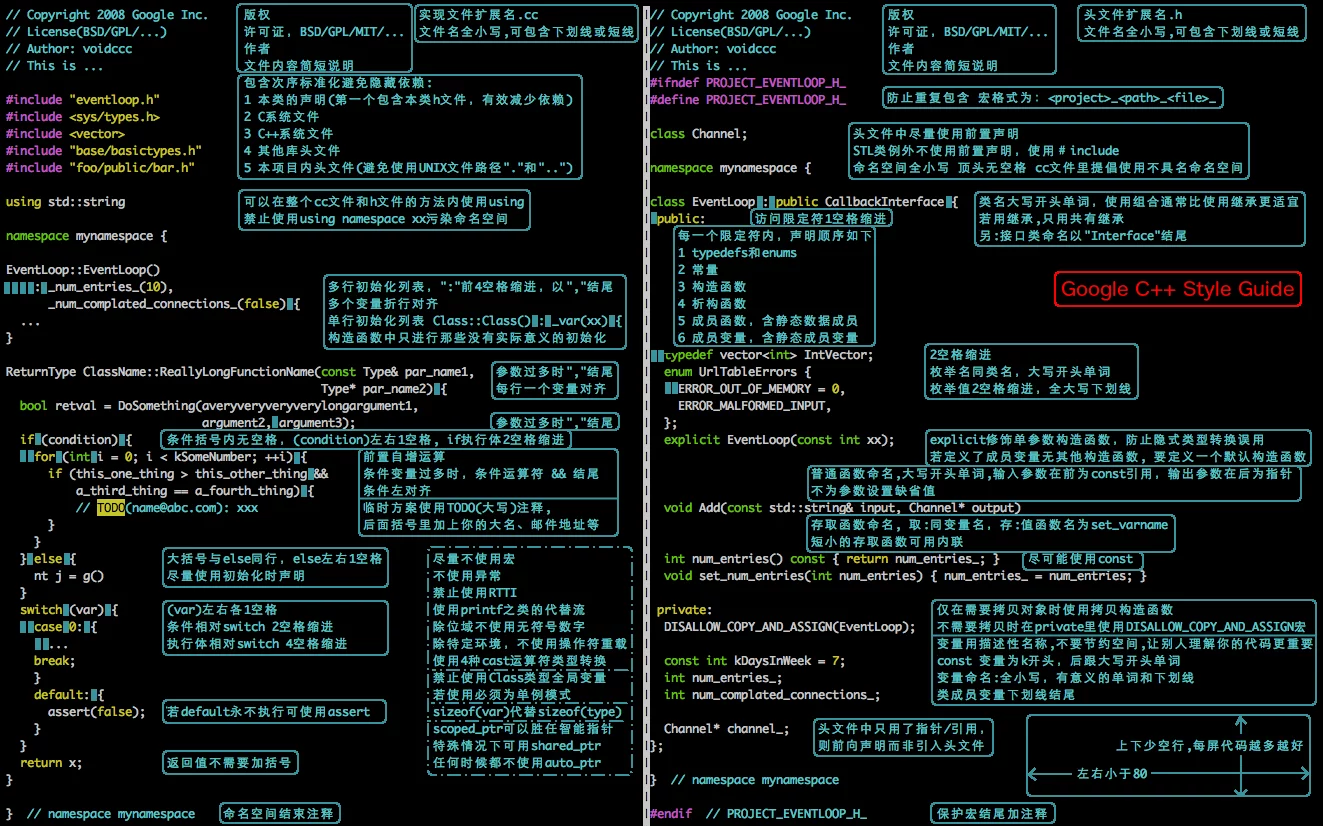 // Copyright 2008 Google Inc.
// License(BSD/GPL/...)
// Author: voidccc
// This is ...
版权
许可证，BSD/GPL/MIT/...
作者
文件内容简短说明
实现文件扩展名.cc
文件名全小写,可包含下划线或短线
#include "eventloop.h"
#include <sys/types.h>
#include <vector>
#include "base/basictypes.h"
#include "foo/public/bar.h"
包含次序标准化避免隐藏依赖:
1 本类的声明(第一个包含本类h文件，有效减少依赖)
2 C系统文件
3 C++系统文件
4 其他库头文件
5 本项目内头文件(避免使用UNIX文件路径"."和"..")
using std::string
可以在整个cc文件和h文件的方法内使用using
禁止使用using namespace xx污染命名空间
namespace mynamespace {
EventLoop::EventLoop()
: _num_entries_(10),
_num_complated_connections_(false) {
...
}
多行初始化列表，":"前4空格缩进，以","结尾
多个变量折行对齐
单行初始化列表 Class::Class() : _var(xx) {
构造函数中只进行那些没有实际意义的初始化
ReturnType ClassName::ReallyLongFunctionName(const Type& par_name1,
Type* par_name2) {
参数过多时","结尾
每行一个变量对齐
bool retval = DoSomething(averyveryveryverylongargument1,
argument2, argument3);
参数过多时","结尾
if (condition) {
条件括号内无空格，(condition)左右1空格, if执行体2空格缩进
for (int i = 0; i < kSomeNumber; ++i) {
if (this_one_thing > this_other_thing &&
a_third_thing == a_fourth_thing) {
// TODO(name@abc.com): xxx
}
}
前置自增运算
条件变量过多时，条件运算符 && 结尾
条件左对齐
临时方案使用TODO(大写)注释,
后面括号里加上你的大名、邮件地址等
} else {
nt j = g()
}
大括号与else同行，else左右1空格
尽量使用初始化时声明
switch (var) {
case 0: {
...
break;
}
default: {
assert(false);
}
}
return x;
}
(var)左右各1空格
条件相对switch 2空格缩进
执行体相对switch 4空格缩进
若default永不执行可使用assert
返回值不需要加括号
尽量不使用宏
不使用异常
禁止使用RTTI
使用printf之类的代替流
除位域不使用无符号数字
除特定环境，不使用操作符重载
使用4种cast运算符类型转换
禁止使用Class类型全局变量
若使用必须为单例模式
sizeof(var)代替sizeof(type)
scoped_ptr可以胜任智能指针
特殊情况下可用shared_ptr
任何时候都不使用auto_ptr
} // namespace mynamespace
命名空间结束注释
// Copyright 2008 Google Inc.
// License(BSD/GPL/...)
// Author: voidccc
// This is ...
版权
许可证，BSD/GPL/MIT/...
作者
文件内容简短说明
头文件扩展名.h
文件名全小写,可包含下划线或短线
#ifndef PROJECT_EVENTLOOP_H_
#define PROJECT_EVENTLOOP_H_
防止重复包含 宏格式为: <project>_<path>_<file>_
class Channel;
namespace mynamespace {
头文件中尽量使用前置声明
STL类例外不使用前置声明，使用＃include
命名空间全小写 顶头无空格 cc文件里提倡使用不具名命名空间
class EventLoop : public CallbackInterface {
public:
访问限定符1空格缩进
类名大写开头单词，使用组合通常比使用继承更适宜
若用继承,只用共有继承
另:接口类命名以"Interface"结尾
每一个限定符内，声明顺序如下
1 typedefs和enums
2 常量
3 构造函数
4 析构函数
5 成员函数，含静态数据成员
6 成员变量，含静态成员变量
Google C++ Style Guide
typedef vector<int> IntVector;
enum UrlTableErrors {
ERROR_OUT_OF_MEMORY = 0,
ERROR_MALFORMED_INPUT,
};
2空格缩进
枚举名同类名，大写开头单词
枚举值2空格缩进，全大写下划线
explicit EventLoop(const int xx);
explicit修饰单参数构造函数，防止隐式类型转换误用
若定义了成员变量无其他构造函数, 要定义一个默认构造函数
普通函数命名,大写开头单词,输入参数在前为const引用, 输出参数在后为指针
不为参数设置缺省值
void Add(const std::string& input, Channel* output)
存取函数命名, 取:同变量名, 存:值函数名为set_varname
短小的存取函数可用内联
int num_entries() const { return num_entries_; }
尽可能使用const
void set_num_entries(int num_entries) { num_entries_ = num_entries; }
private:
DISALLOW_COPY_AND_ASSIGN(EventLoop);
仅在需要拷贝对象时使用拷贝构造函数
不需要拷贝时在private里使用DISALLOW_COPY_AND_ASSIGN宏
const int kDaysInWeek = 7;
int num_entries_;
int num_complated_connections_;
变量用描述性名称,不要节约空间,让别人理解你的代码更重要
const 变量为k开头，后跟大写开头单词
变量命名:全小写，有意义的单词和下划线
类成员变量下划线结尾
Channel* channel_;
};
头文件中只用了指针/引用,
则前向声明而非引入头文件
上下少空行,每屏代码越多越好
左右小于80
} // namespace mynamespace
#endif // PROJECT_EVENTLOOP_H_
保护宏结尾加注释